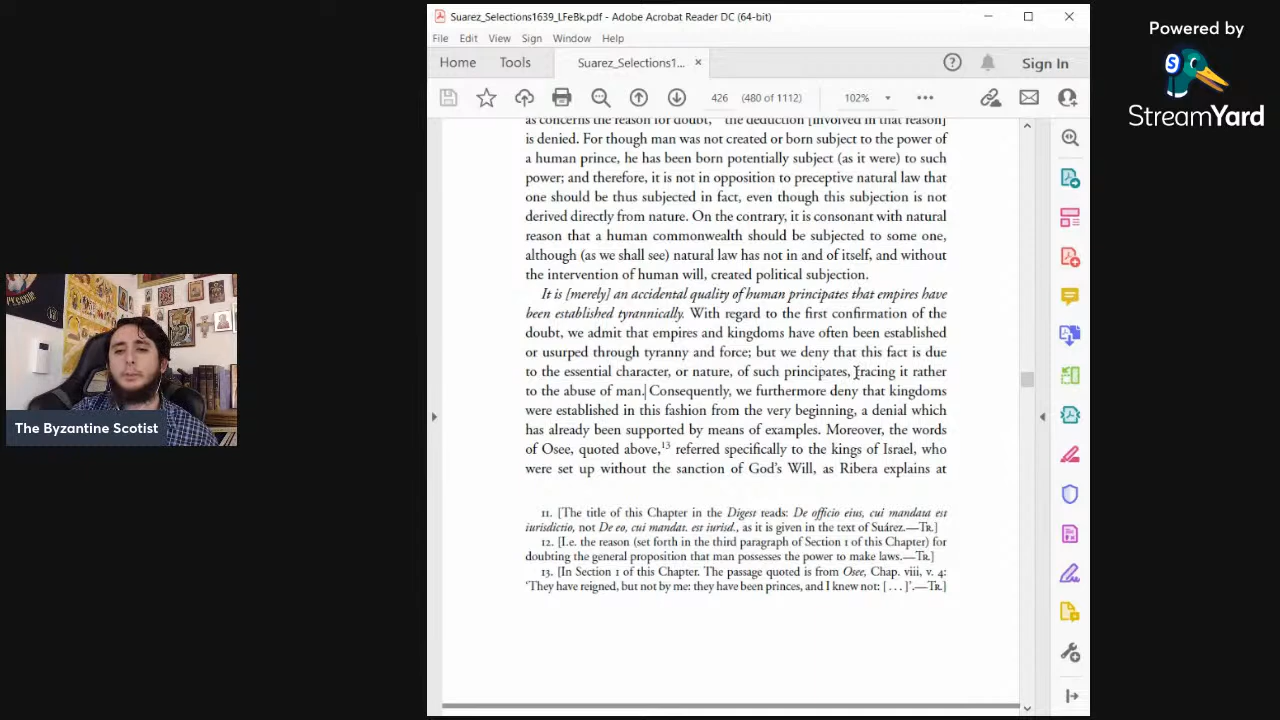 Suarez_Selections1639_LFeBk.pdf - Adobe Acrobat Reader DC (64-bit)
File Edit View Sign Window Help
Home Tools Suarez_Selections1... × Sign In
426 (480 of 1112) 102%
as concerns the reason for doubt, the deduction [involved in that reason]
is denied. For though man was not created or born subject to the power of
a human prince, he has been born potentially subject (as it were) to such
power; and therefore, it is not in opposition to preceptive natural law that
one should be thus subjected in fact, even though this subjection is not
derived directly from nature. On the contrary, it is consonant with natural
reason that a human commonwealth should be subjected to some one,
although (as we shall see) natural law has not in and of itself, and without
the intervention of human will, created political subjection.
It is [merely] an accidental quality of human principates that empires have
been established tyrannically. With regard to the first confirmation of the
doubt, we admit that empires and kingdoms have often been established
or usurped through tyranny and force; but we deny that this fact is due
to the essential character, or nature, of such principates, tracing it rather
to the abuse of man. Consequently, we furthermore deny that kingdoms
were established in this fashion from the very beginning, a denial which
has already been supported by means of examples. Moreover, the words
of Osee, quoted above,13 referred specifically to the kings of Israel, who
were set up without the sanction of God's Will, as Ribera explains at
11. [The title of this Chapter in the Digest reads: De officio eius, cui mandata est
iurisdictio, not De eo, cui mandat. est iurisd., as it is given in the text of Suárez.—Tr.]
12. [I.e. the reason (set forth in the third paragraph of Section 1 of this Chapter) for
doubting the general proposition that man possesses the power to make laws.—Tr.]
13. [In Section 1 of this Chapter. The passage quoted is from Osee, Chap. viii, v. 4:
'They have reigned, but not by me: they have been princes, and I knew not: [ . . . ]'.—Tr.]
The Byzantine Scotist
Powered by
S
StreamYard